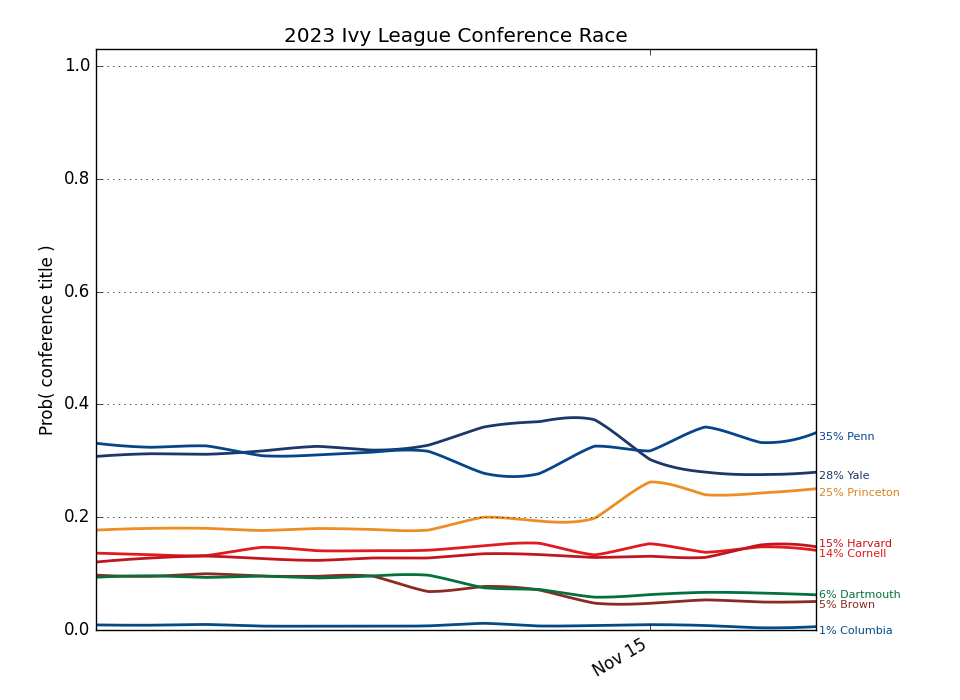 2023 Ivy League Conference Race
Prob( conference title )
1.0
0.8
0.6
0.4
0.2
0.0
35% Penn
28% Yale
25% Princeton
15% Harvard
14% Cornell
6% Dartmouth
5% Brown
1% Columbia
Nov 15